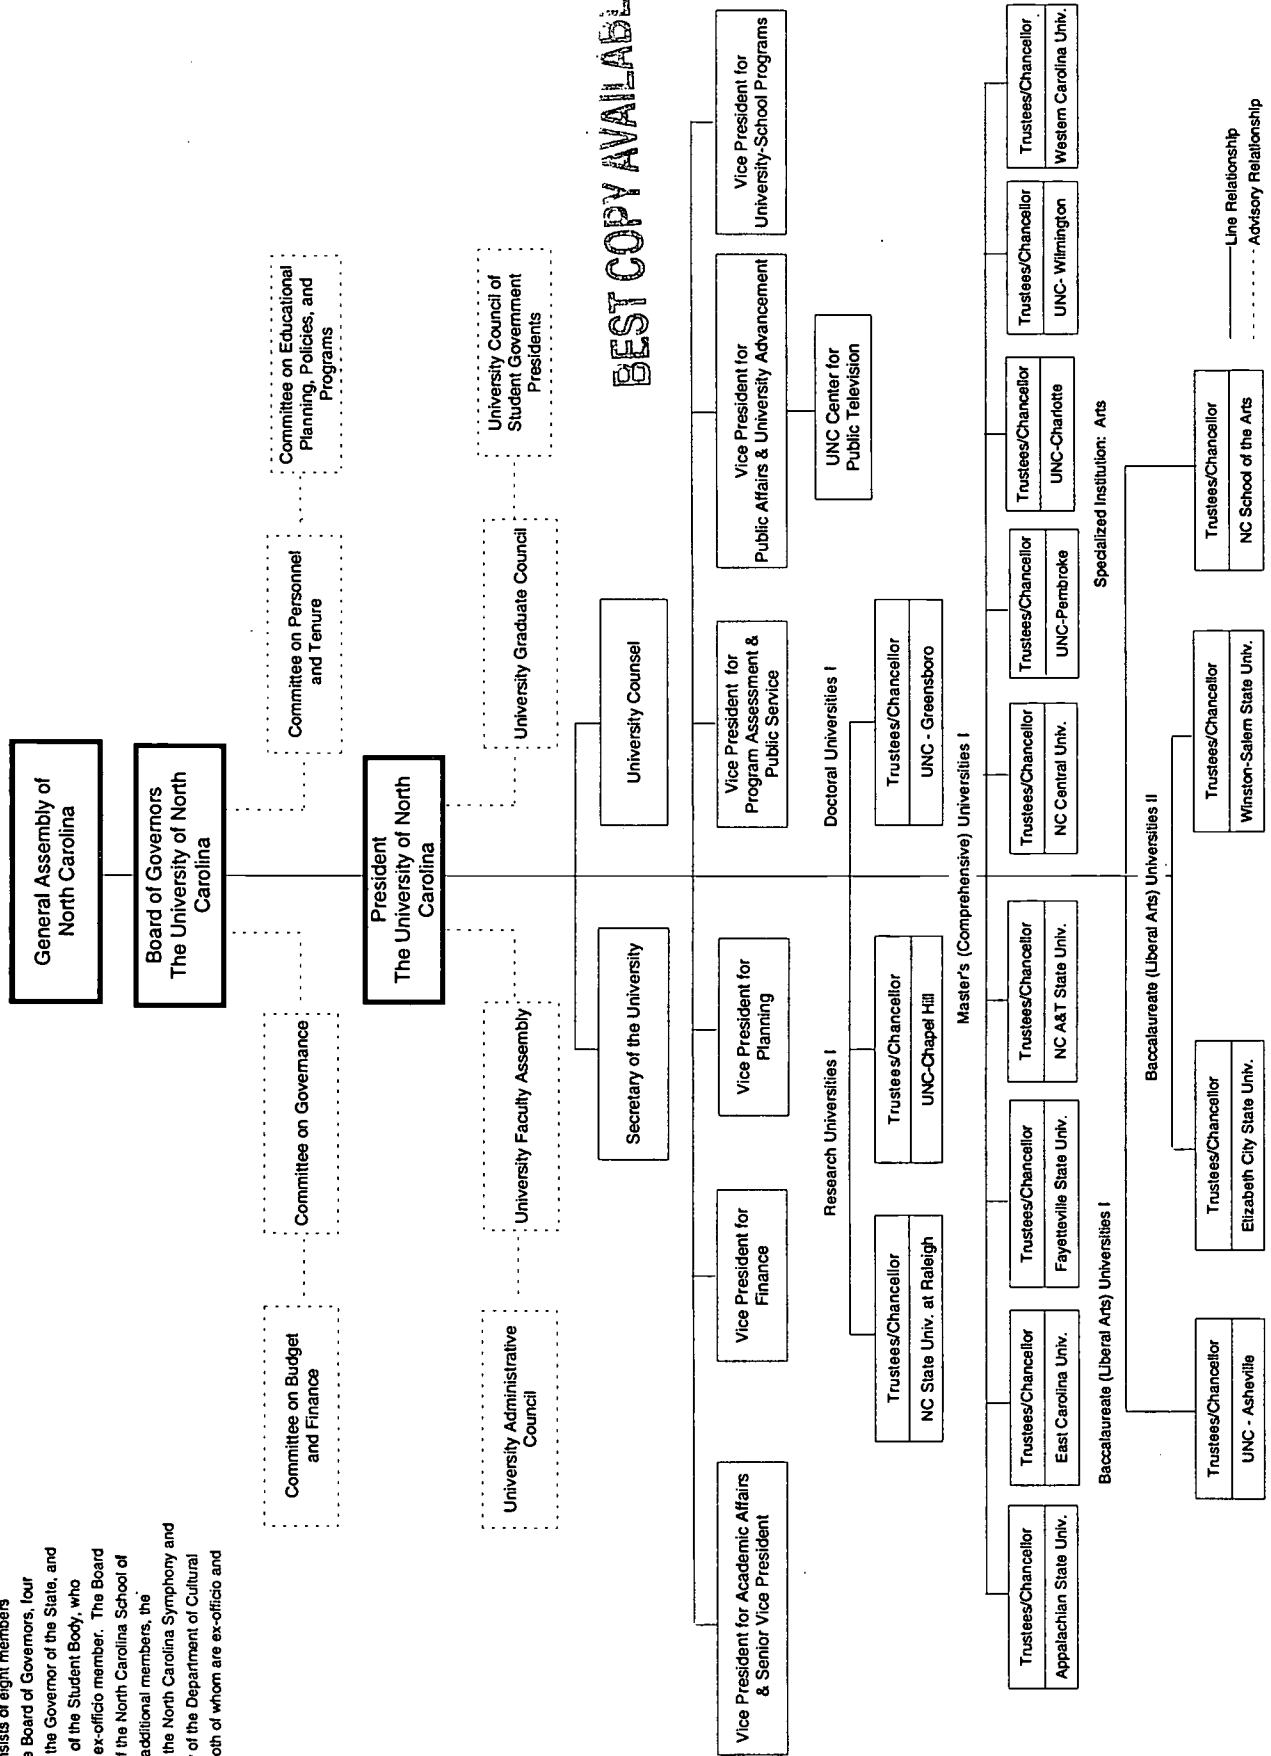 sists of eight members
e Board of Governors, four
the Governor of the State, and
of the Student Body, who
ex-officio member. The Board
f the North Carolina School of
additional members, the
the North Carolina Symphony and
of the Department of Cultural
oth of whom are ex-officio and
General Assembly of
North Carolina
Board of Governors
The University of North
Carolina
Committee on Budget
and Finance
Committee on Governance
Committee on Personnel
and Tenure
Committee on Educational
Planning, Policies, and
Programs
President
The University of North
Carolina
University Administrative
Council
University Faculty Assembly
University Graduate Council
University Council of
Student Government
Presidents
Secretary of the University
University Counsel
BEST COPY AVAILABLE
Vice President for Academic Affairs
& Senior Vice President
Vice President for
Finance
Vice President for
Planning
Vice President for
Program Assessment &
Public Service
Vice President for
Public Affairs & University Advancement
Vice President for
University-School Programs
UNC Center for
Public Television
Research Universities I
Doctoral Universities I
Trustees/Chancellor
NC State Univ. at Raleigh
Trustees/Chancellor
UNC-Chapel Hill
Trustees/Chancellor
UNC - Greensboro
Master's (Comprehensive) Universities I
Trustees/Chancellor
Appalachian State Univ.
Trustees/Chancellor
East Carolina Univ.
Trustees/Chancellor
Fayetteville State Univ.
Trustees/Chancellor
NC A&T State Univ.
Trustees/Chancellor
NC Central Univ.
Trustees/Chancellor
UNC-Pembroke
Trustees/Chancellor
UNC-Charlotte
Trustees/Chancellor
UNC- Wilmington
Trustees/Chancellor
Western Carolina Univ.
Baccalaureate (Liberal Arts) Universities I
Specialized Institution: Arts
Baccalaureate (Liberal Arts) Universities II
Trustees/Chancellor
UNC - Asheville
Trustees/Chancellor
Elizabeth City State Univ.
Trustees/Chancellor
Winston-Salem State Univ.
Trustees/Chancellor
NC School of the Arts
Line Relationship
Advisory Relationship